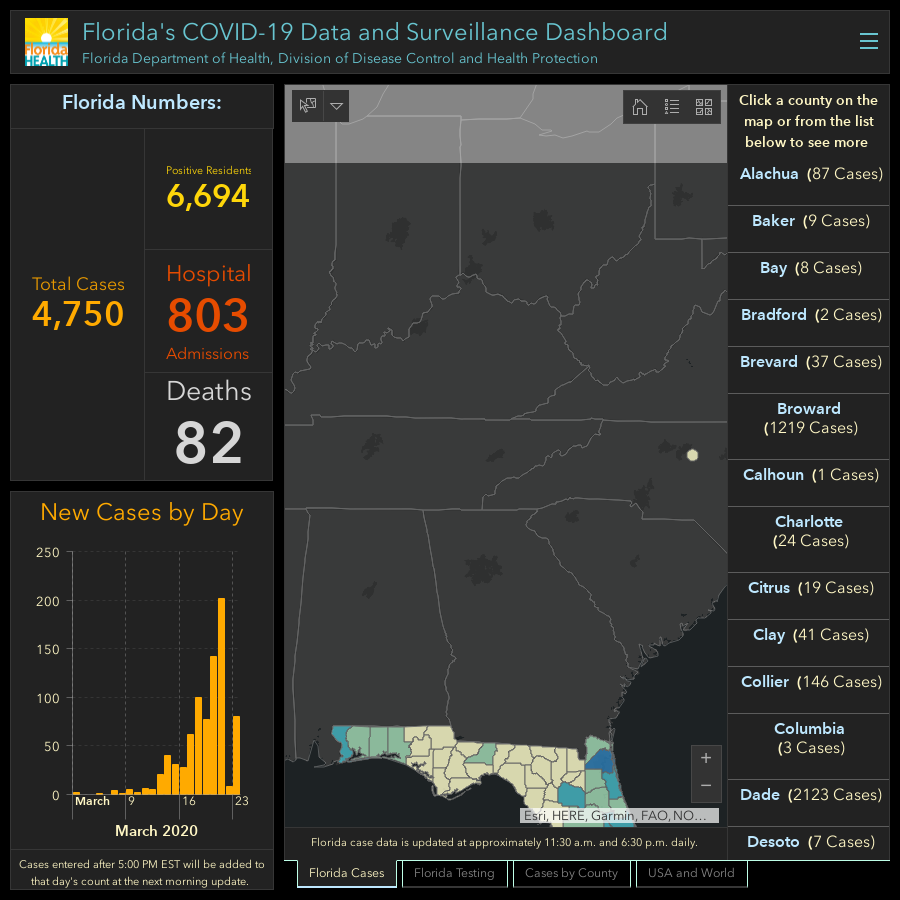 Florida HEALTH
Florida's COVID-19 Data and Surveillance Dashboard
Florida Department of Health, Division of Disease Control and Health Protection
Florida Numbers:
Total Cases
4,750
Positive Residents
6,694
Hospital
803
Admissions
Deaths
82
New Cases by Day
250
200
150
100
50
0
March
9
16
23
March 2020
Cases entered after 5:00 PM EST will be added to
that day's count at the next morning update.
Esri, HERE, Garmin, FAO, NO...
Florida case data is updated at approximately 11:30 a.m. and 6:30 p.m. daily.
Florida Cases
Florida Testing
Cases by County
USA and World
Click a county on the
map or from the list
below to see more
Alachua (87 Cases)
Baker (9 Cases)
Bay (8 Cases)
Bradford (2 Cases)
Brevard (37 Cases)
Broward
(1219 Cases)
Calhoun (1 Cases)
Charlotte
(24 Cases)
Citrus (19 Cases)
Clay (41 Cases)
Collier (146 Cases)
Columbia
(3 Cases)
Dade (2123 Cases)
Desoto (7 Cases)